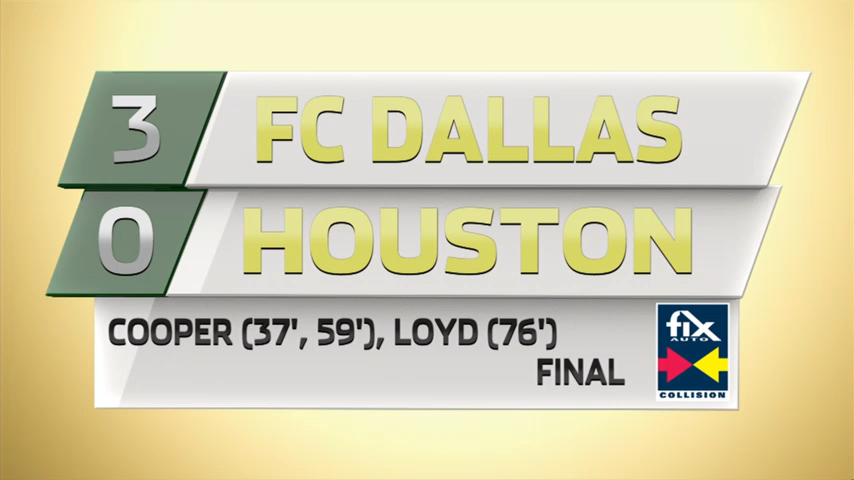 3 FC DALLAS
0 HOUSTON
COOPER (37', 59'), LOYD (76')
FINAL
fix
AUTO
COLLISION